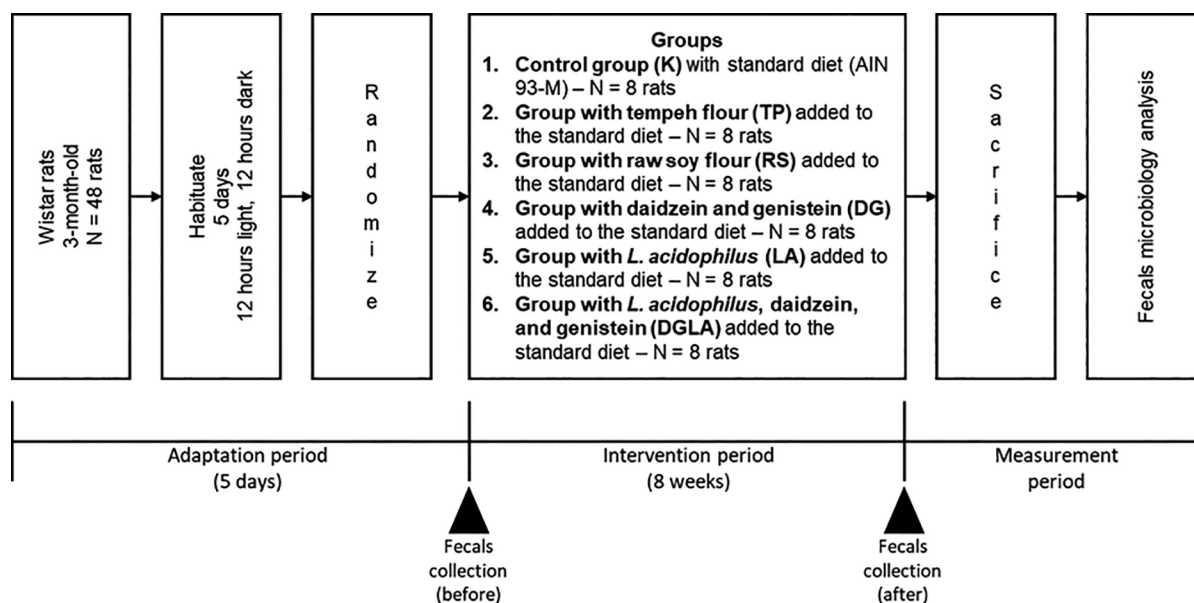 Wistar rats
3-month-old
N = 48 rats
Habituate
5 days
12 hours light, 12 hours dark
Randomize
Groups
1. Control group (K) with standard diet (AIN
93-M) – N = 8 rats
2. Group with tempeh flour (TP) added to
the standard diet – N = 8 rats
3. Group with raw soy flour (RS) added to
the standard diet – N = 8 rats
4. Group with daidzein and genistein (DG)
added to the standard diet – N = 8 rats
5. Group with L. acidophilus (LA) added to
the standard diet – N = 8 rats
6. Group with L. acidophilus, daidzein,
and genistein (DGLA) added to the
standard diet – N = 8 rats
Sacrifice
Fecals microbiology analysis
Adaptation period
(5 days)
Intervention period
(8 weeks)
Measurement
period
Fecals
collection
(before)
Fecals
collection
(after)